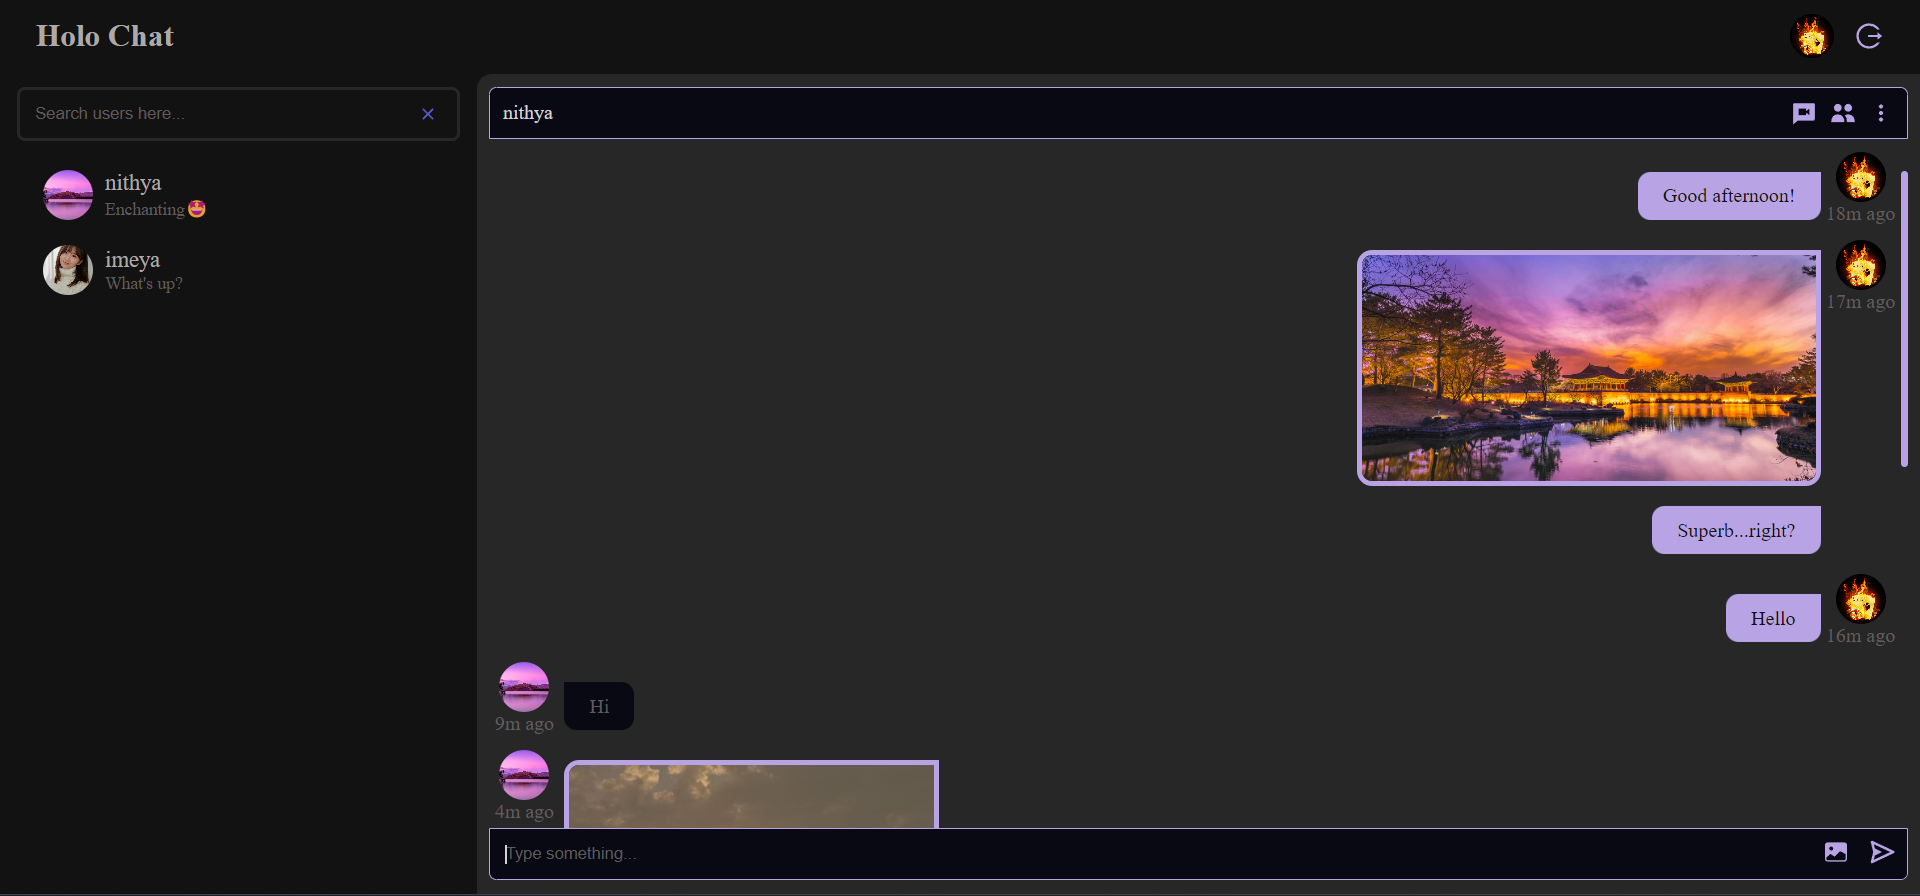 Holo Chat
Search users here...
nithya
Enchanting🤩
imeya
What's up?
nithya
Good afternoon!
18m ago
17m ago
Superb...right?
Hello
16m ago
Hi
9m ago
4m ago
Type something...